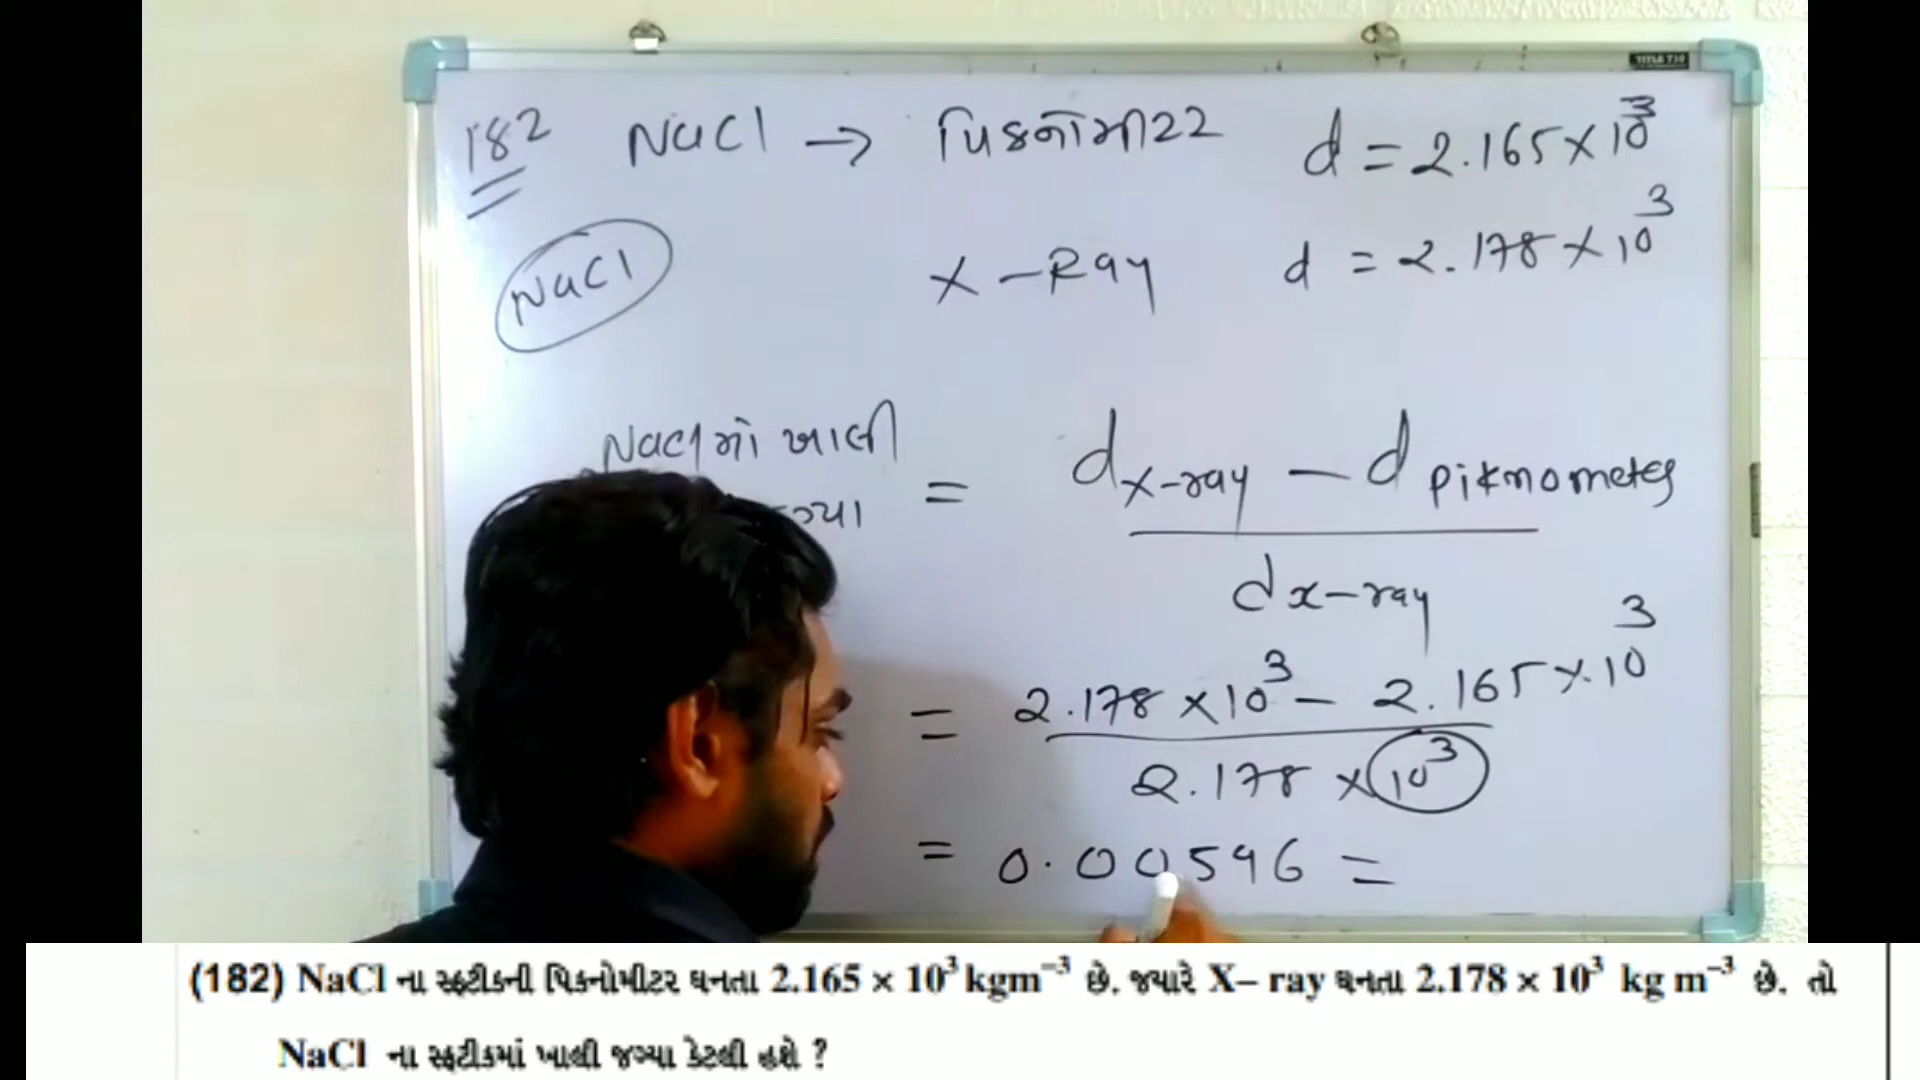 TITLE 710
182 NaCl → પિકનોમીટર d = 2.165 × 10³
NaCl X - Ray d = 2.178 × 10³
NaClમાં ખાલી
= dx-ray - d piknometer
dx-ray
= 2.178 × 10³ - 2.165 × 10³
2.178 × 10³
= 0.00596 =
(182) NaCl ના સ્ફટીકની પિકનોમીટર ઘનતા 2.165 × 10³ kgm⁻³ છે. જ્યારે X– ray ઘનતા 2.178 × 10³ kg m⁻³ છે. તો
NaCl ના સ્ફટીકમાં ખાલી જગ્યા કેટલી હશે ?